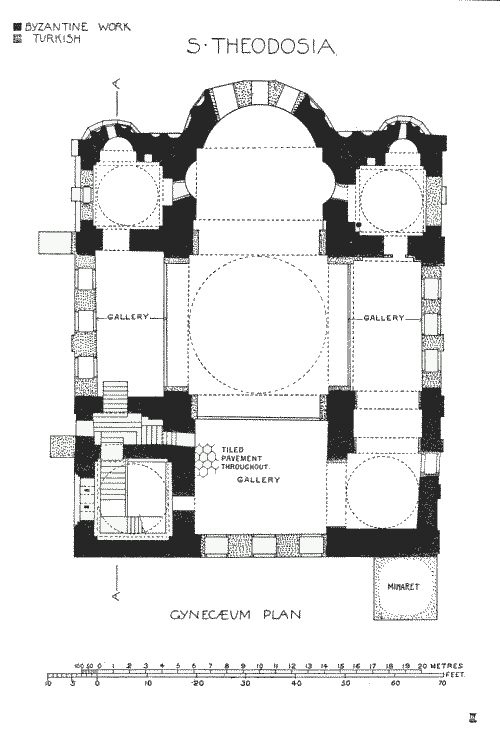 BYZANTINE WORK
TURKISH
S·THEODOSIA
A
GALLERY
GALLERY
TILED
PAVEMENT
THROUGHOUT
GALLERY
A
MINARET
GYNECÆUM PLAN
100 50 0 1 2 3 4 5 6 7 8 9 10 11 12 13 14 15 16 17 18 19 20 METRES
10 5 0 10 20 30 40 50 60 70 FEET.